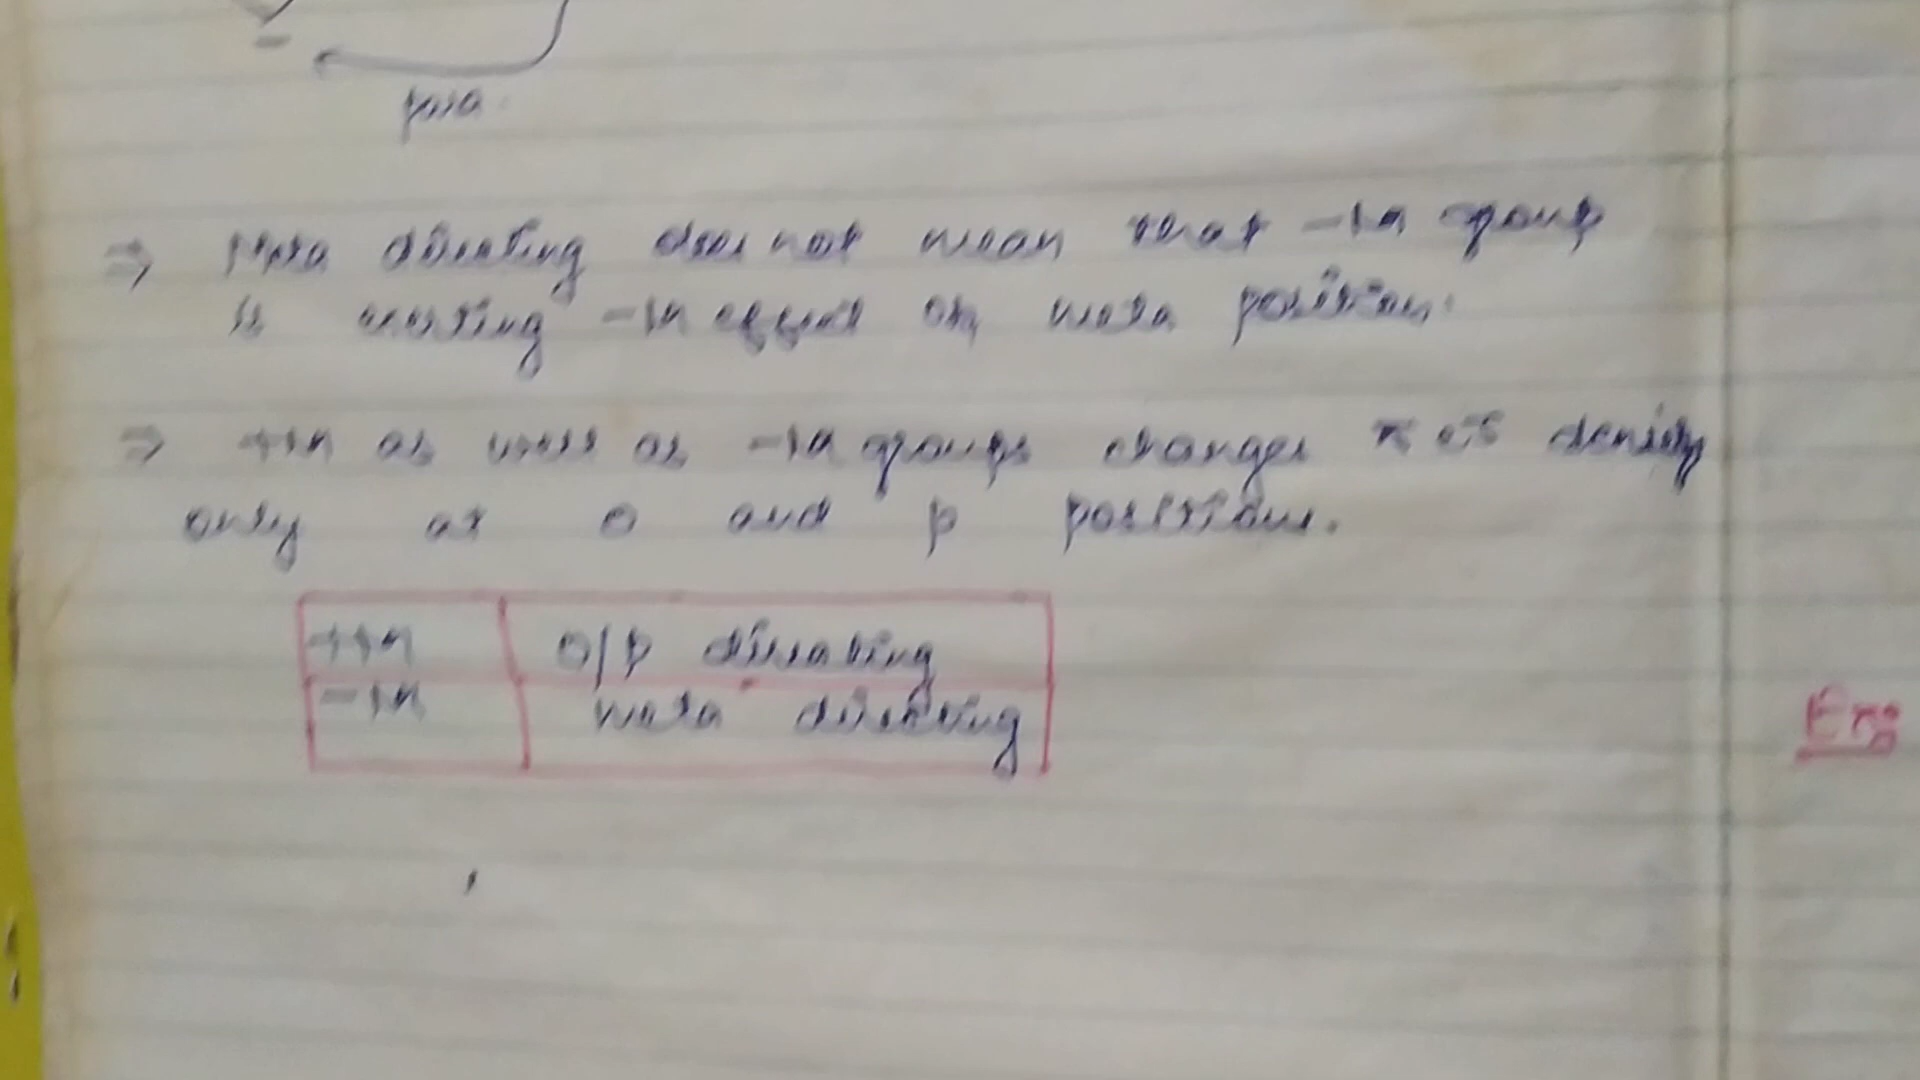 para.
⇒ Meta directing does not mean that -M group
is exerting -M effect on meta position.
⇒ +M as well as -M groups changes π e⁻s density
only at o and p positions.
+M O/P directing
-M meta directing
Ex: